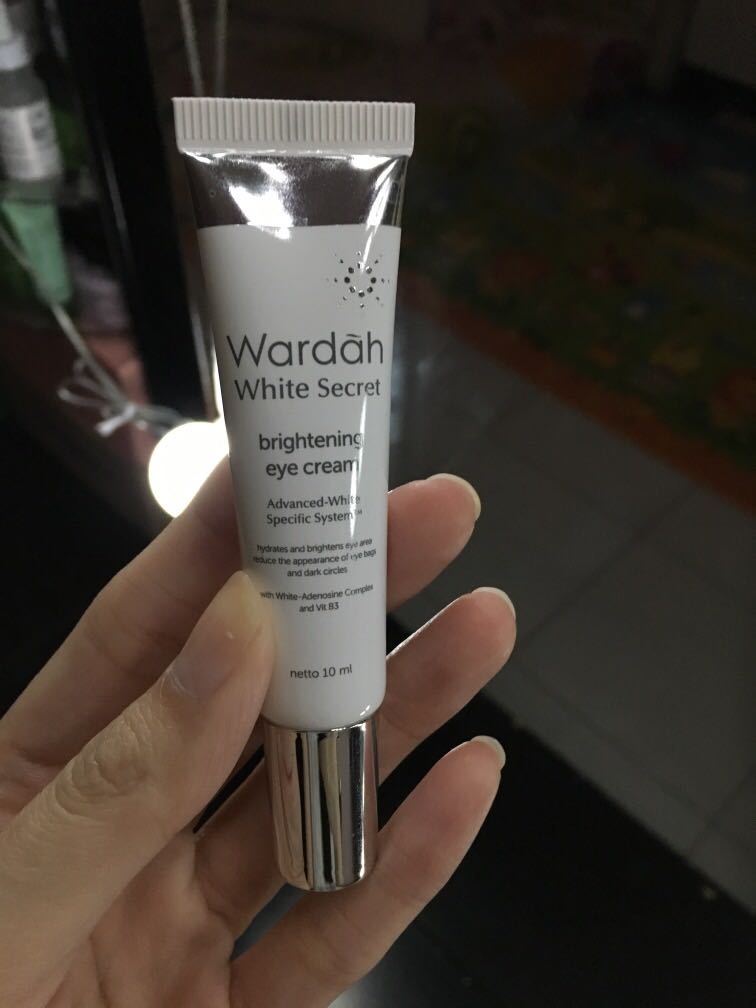 Wardãh
White Secret
brightening
eye cream
Advanced-White
Specific System™
hydrates and brightens eye area
reduce the appearance of eye bags
and dark circles
with White-Adenosine Complex
and Vit B3
netto 10 ml